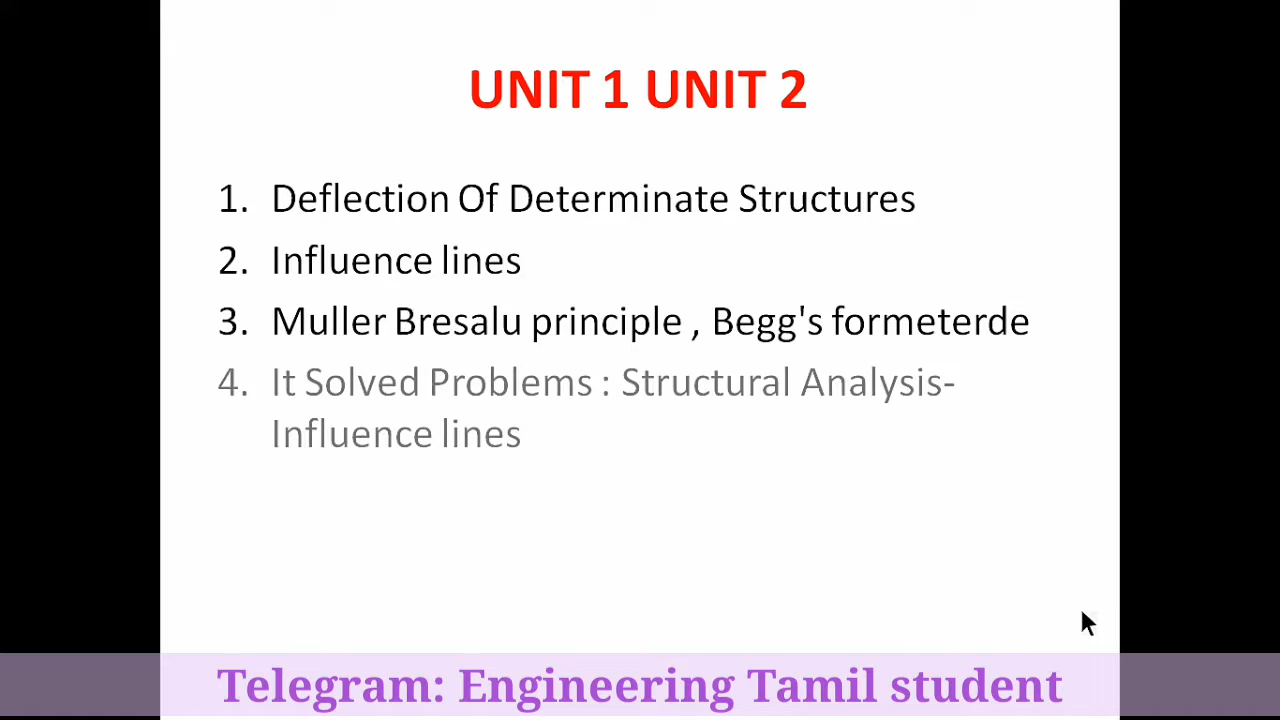 UNIT 1 UNIT 2
1. Deflection Of Determinate Structures
2. Influence lines
3. Muller Bresalu principle , Begg's formeterde
4. It Solved Problems : Structural Analysis-
Influence lines
Telegram: Engineering Tamil student